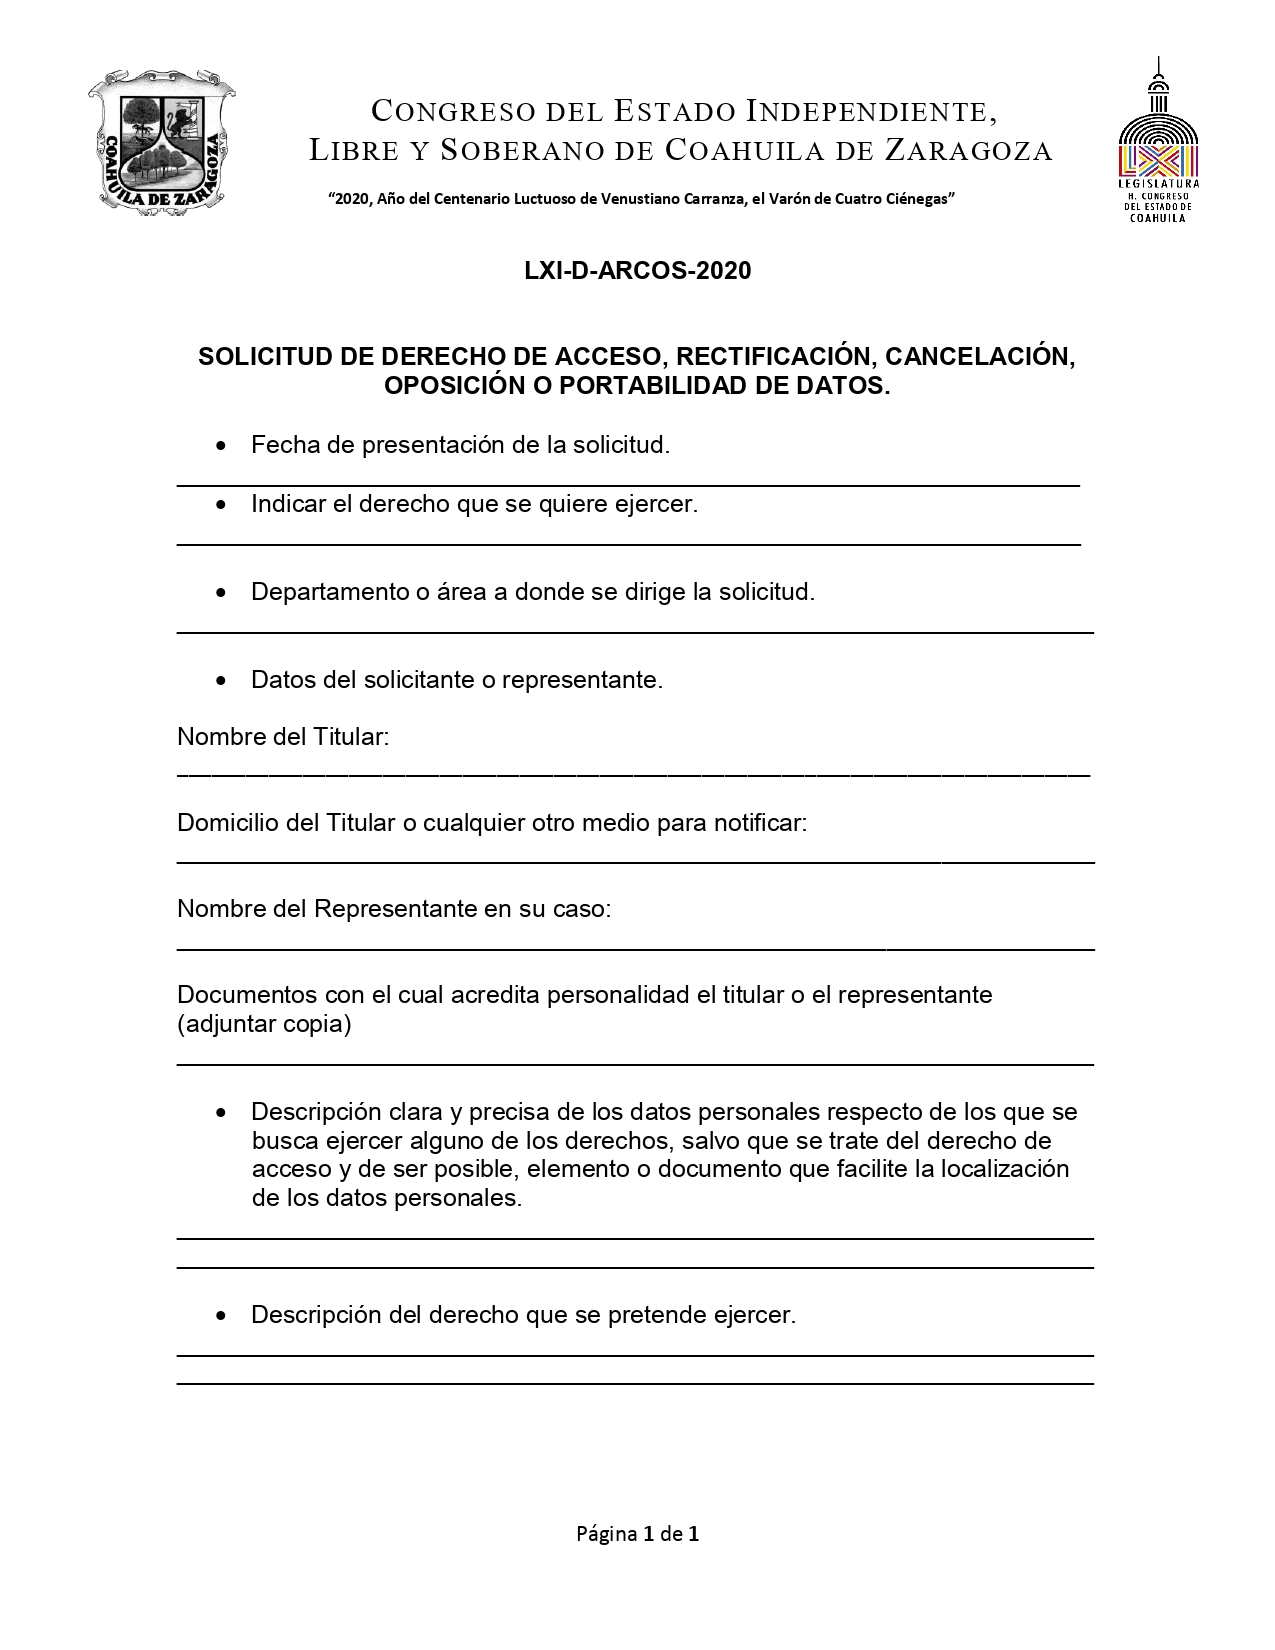 COAHUILA DE ZARAGOZA
CONGRESO DEL ESTADO INDEPENDIENTE,
LIBRE Y SOBERANO DE COAHUILA DE ZARAGOZA
“2020, Año del Centenario Luctuoso de Venustiano Carranza, el Varón de Cuatro Ciénegas”
LXI
LEGISLATURA
H. CONGRESO
DEL ESTADO DE
COAHUILA
LXI-D-ARCOS-2020
SOLICITUD DE DERECHO DE ACCESO, RECTIFICACIÓN, CANCELACIÓN,
OPOSICIÓN O PORTABILIDAD DE DATOS.
• Fecha de presentación de la solicitud.
• Indicar el derecho que se quiere ejercer.
• Departamento o área a donde se dirige la solicitud.
• Datos del solicitante o representante.
Nombre del Titular:
Domicilio del Titular o cualquier otro medio para notificar:
Nombre del Representante en su caso:
Documentos con el cual acredita personalidad el titular o el representante
(adjuntar copia)
• Descripción clara y precisa de los datos personales respecto de los que se
busca ejercer alguno de los derechos, salvo que se trate del derecho de
acceso y de ser posible, elemento o documento que facilite la localización
de los datos personales.
• Descripción del derecho que se pretende ejercer.
Página 1 de 1